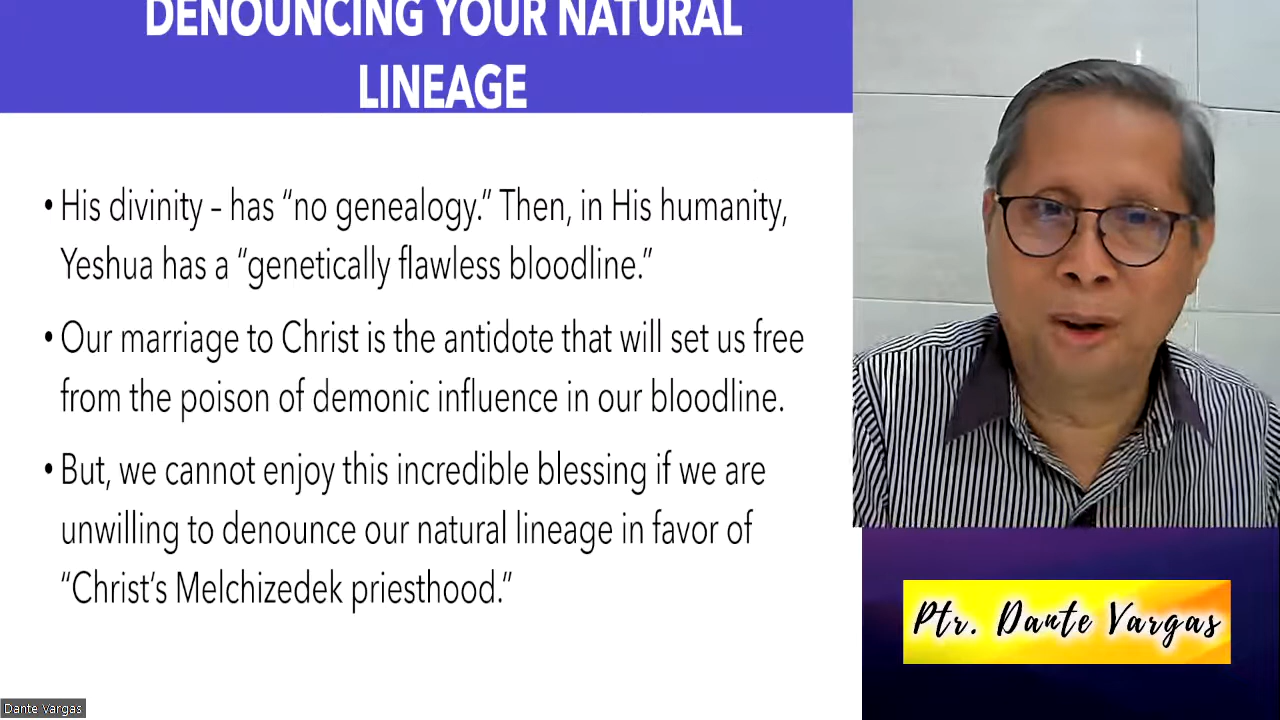 DENOUNCING YOUR NATURAL
LINEAGE
• His divinity – has “no genealogy.” Then, in His humanity,
Yeshua has a “genetically flawless bloodline.”
• Our marriage to Christ is the antidote that will set us free
from the poison of demonic influence in our bloodline.
• But, we cannot enjoy this incredible blessing if we are
unwilling to denounce our natural lineage in favor of
“Christ’s Melchizedek priesthood.”
Ptr. Dante Vargas
Dante Vargas